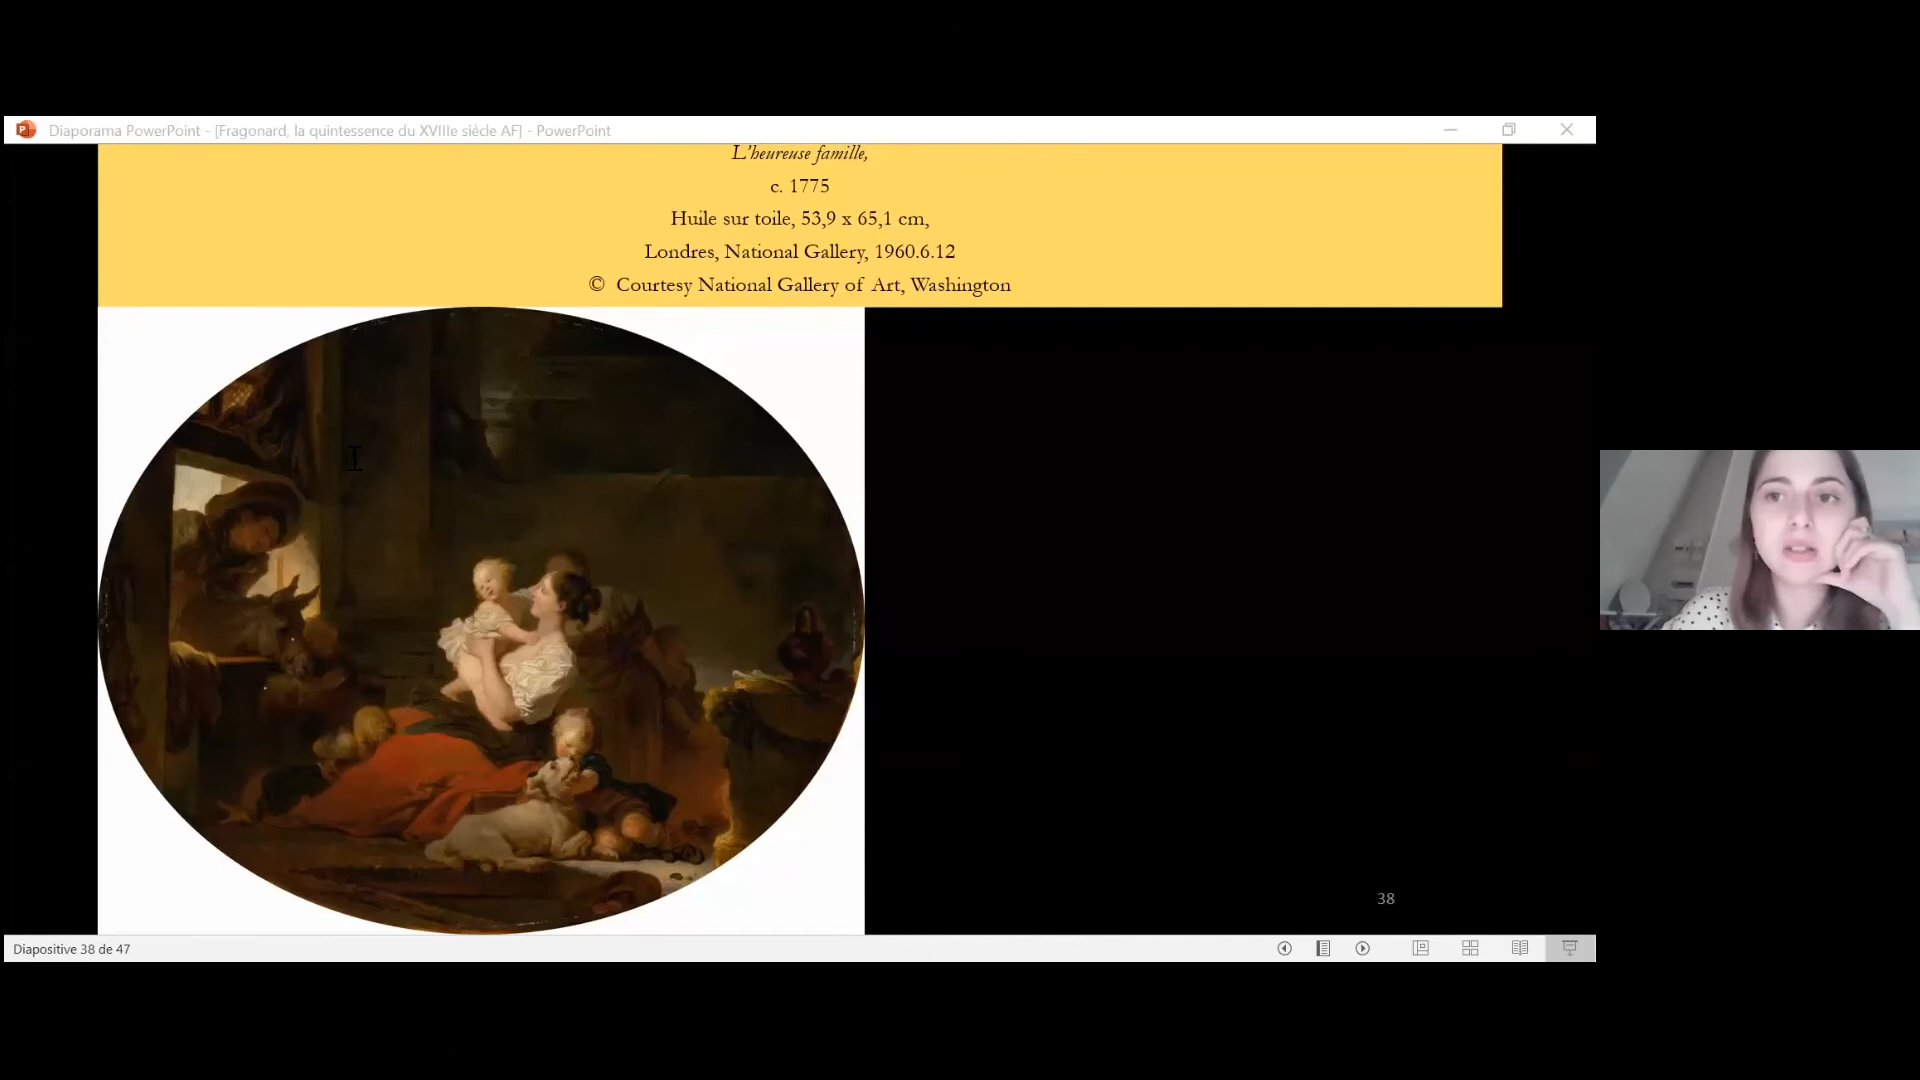 Diaporama PowerPoint - [Fragonard, la quintessence du XVIIIe siècle AF] - PowerPoint
L'heureuse famille,
c. 1775
Huile sur toile, 53,9 x 65,1 cm,
Londres, National Gallery, 1960.6.12
© Courtesy National Gallery of Art, Washington
38
Diapositive 38 de 47